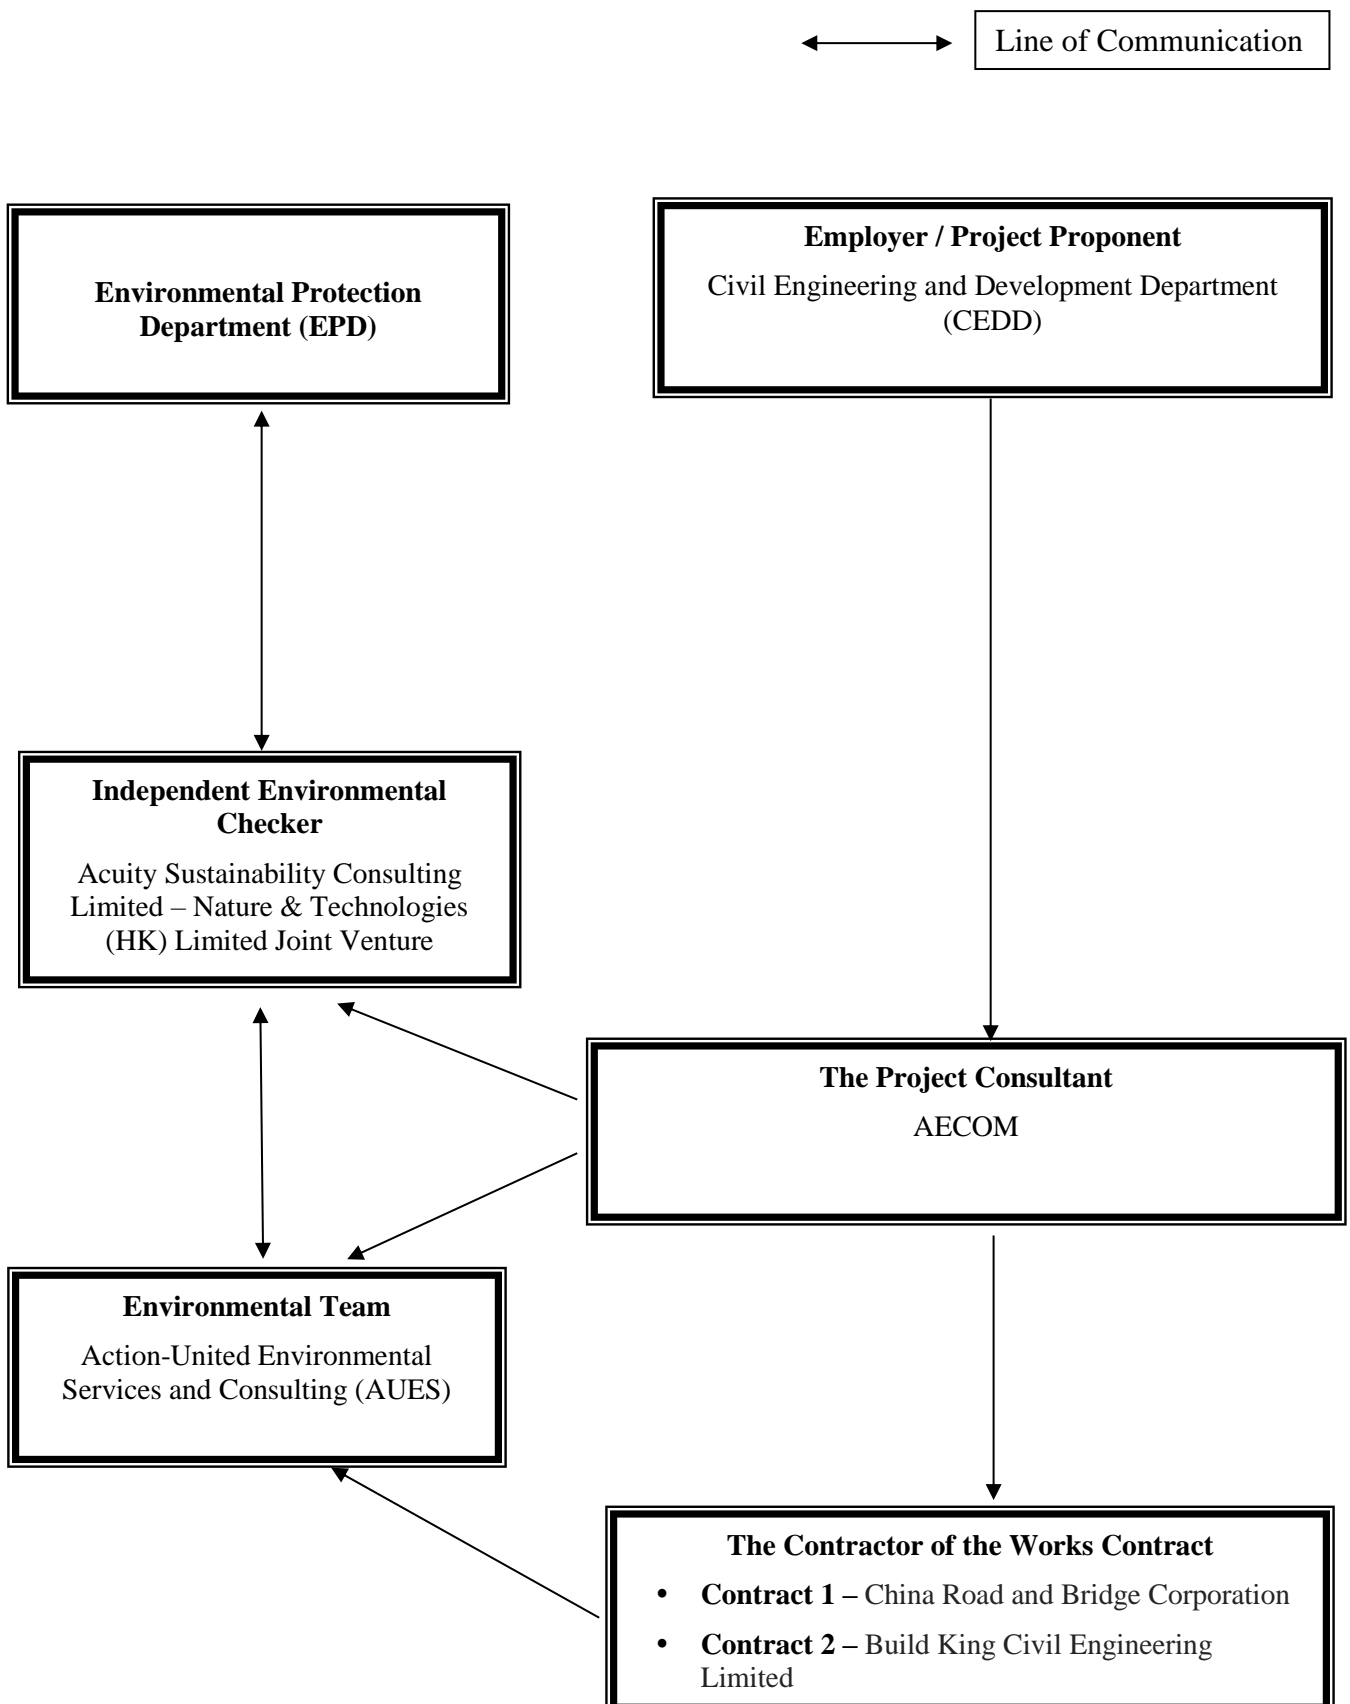 Line of Communication
Environmental Protection
Department (EPD)
Employer / Project Proponent
Civil Engineering and Development Department
(CEDD)
Independent Environmental
Checker
Acuity Sustainability Consulting
Limited – Nature & Technologies
(HK) Limited Joint Venture
The Project Consultant
AECOM
Environmental Team
Action-United Environmental
Services and Consulting (AUES)
The Contractor of the Works Contract
• Contract 1 – China Road and Bridge Corporation
• Contract 2 – Build King Civil Engineering
Limited